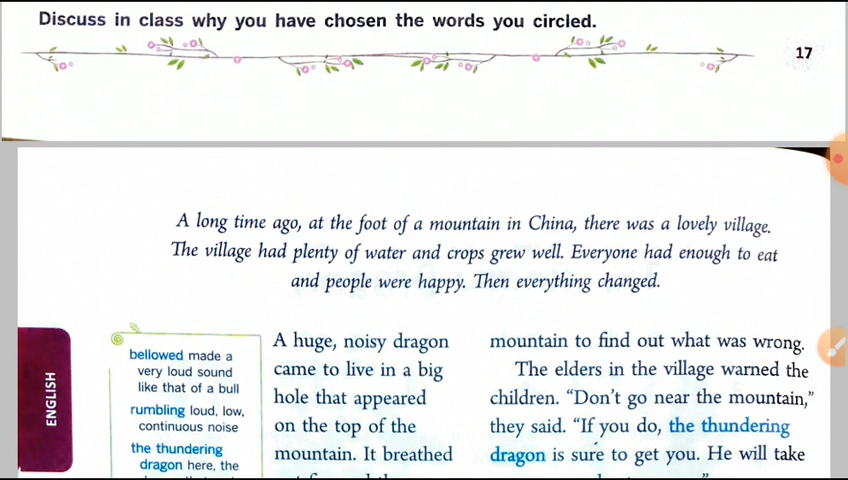 Discuss in class why you have chosen the words you circled.
17
A long time ago, at the foot of a mountain in China, there was a lovely village.
The village had plenty of water and crops grew well. Everyone had enough to eat
and people were happy. Then everything changed.
ENGLISH
bellowed made a
very loud sound
like that of a bull
rumbling loud, low,
continuous noise
the thundering
dragon here, the
A huge, noisy dragon
came to live in a big
hole that appeared
on the top of the
mountain. It breathed
mountain to find out what was wrong.
The elders in the village warned the
children. “Don’t go near the mountain,”
they said. “If you do, the thundering
dragon is sure to get you. He will take